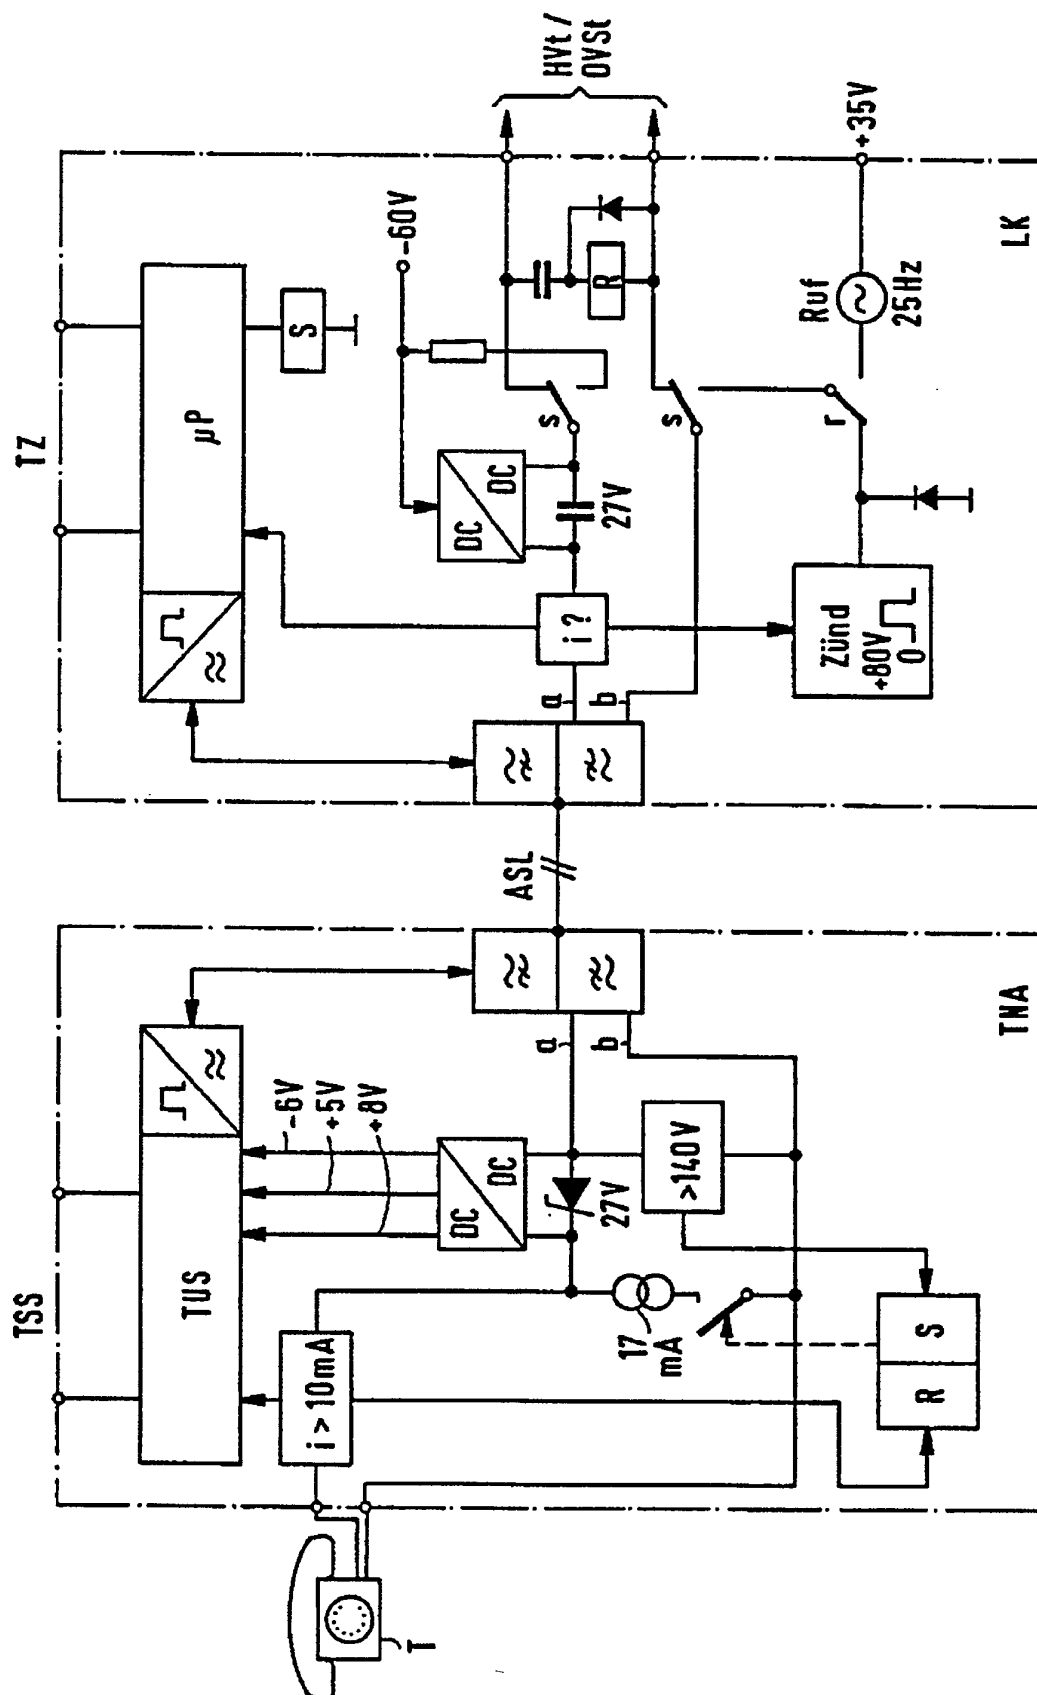 TSS
TZ
TUS
µP
S
-6V
+5V
+8V
-60V
i > 10mA
DC
DC
DC
DC
27V
27V
HVt /
OVSt
a
b
ASL
a
b
i ?
s
s
R
T
17
mA
>140V
Zünd
+80V
0
r
Ruf
25Hz
+35V
R
S
TNA
LK